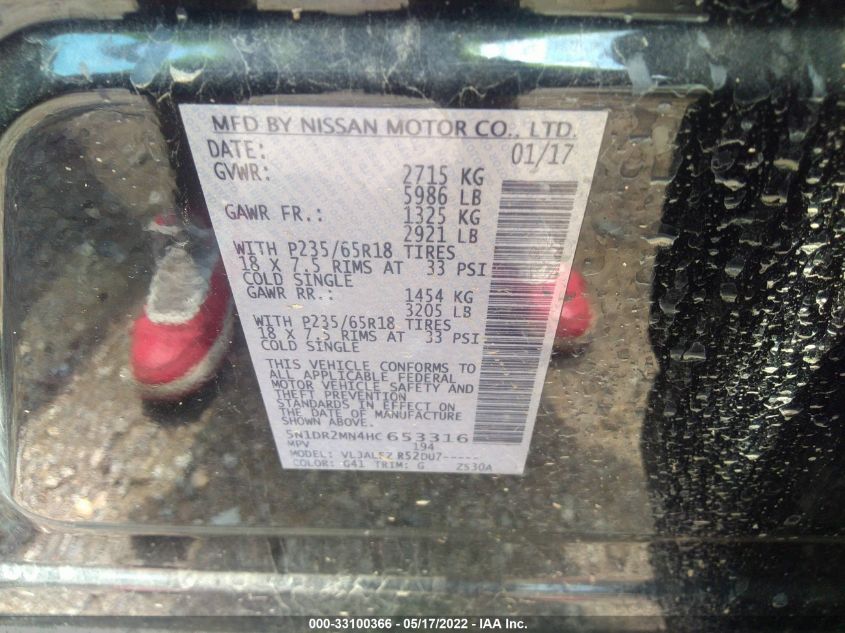 MFD BY NISSAN MOTOR CO., LTD.
DATE: 01/17
GVWR: 2715 KG
5986 LB
GAWR FR.: 1325 KG
2921 LB
WITH P235/65R18 TIRES
18 X 7.5 RIMS AT 33 PSI
COLD SINGLE
GAWR RR.: 1454 KG
3205 LB
WITH P235/65R18 TIRES
18 X 7.5 RIMS AT 33 PSI
COLD SINGLE
THIS VEHICLE CONFORMS TO
ALL APPLICABLE FEDERAL
MOTOR VEHICLE SAFETY AND
THEFT PREVENTION
STANDARDS IN EFFECT ON
THE DATE OF MANUFACTURE
SHOWN ABOVE.
5N1DR2MN4HC653316
MPV 194
MODEL: R52DU7-----
COLOR: G41 TRIM: G ZS30A
000-33100366 - 05/17/2022 - IAA Inc.